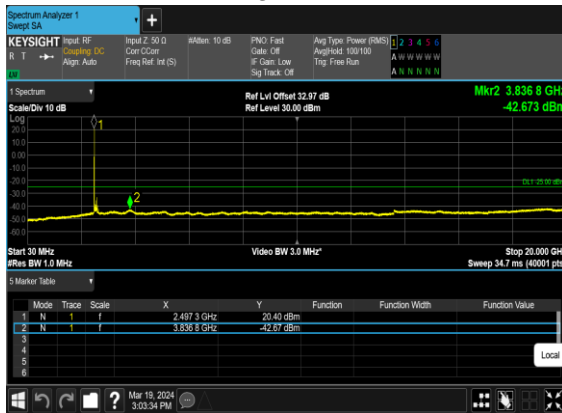 Spectrum Analyzer 1
Swept SA
KEYSIGHT Input: RF Input Z: 50 Ω #Atten: 10 dB PNO: Fast Avg Type: Power (RMS) 1 2 3 4 5 6
R T Coupling: DC Corr CCorr Gate: Off Avg|Hold: 100/100 A W W W W W
Align: Auto Freq Ref: Int (S) IF Gain: Low Trig: Free Run
Sig Track: Off A N N N N N
LXI
1 Spectrum Ref Lvl Offset 32.97 dB Mkr2 3.836 8 GHz
Scale/Div 10 dB Ref Level 30.00 dBm -42.673 dBm
Log
20.0
10.0
0.00
-10.0
-20.0
-30.0
-40.0
-50.0
-60.0
1
2
Start 30 MHz Video BW 3.0 MHz* Stop 20.000 GH
#Res BW 1.0 MHz Sweep 34.7 ms (40001 pts
5 Marker Table
Mode Trace Scale X Y Function Function Width Function Value
1 N 1 f 2.497 3 GHz 20.40 dBm
2 N 1 f 3.836 8 GHz -42.67 dBm
3
4
5
6
Local
? Mar 19, 2024
3:03:34 PM